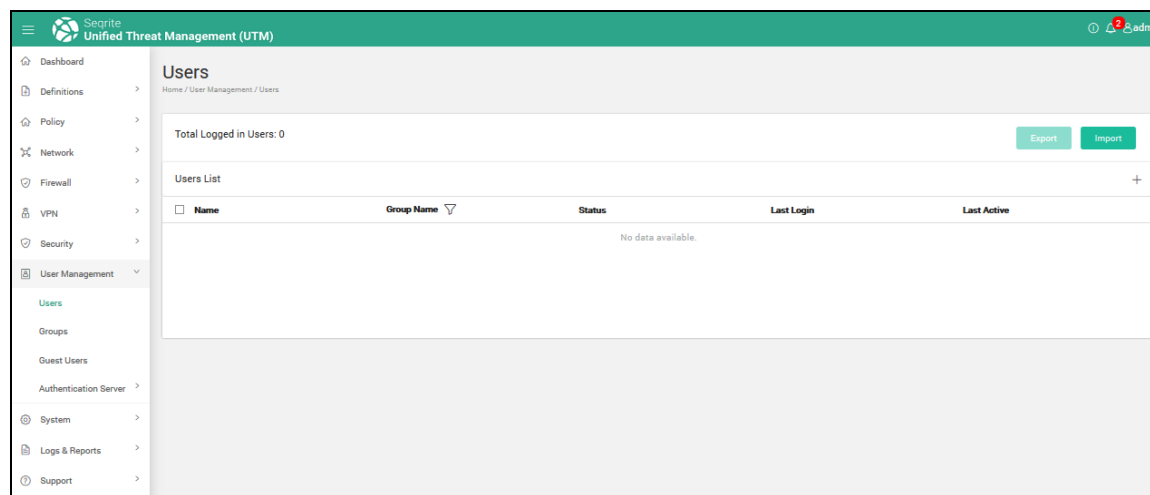 Seqrite
Unified Threat Management (UTM)
2
adm
Dashboard
Definitions
Policy
Network
Firewall
VPN
Security
User Management
Users
Groups
Guest Users
Authentication Server
System
Logs & Reports
Support
Users
Home / User Management / Users
Total Logged in Users: 0
Export
Import
Users List
+
Name Group Name Status Last Login Last Active
No data available.